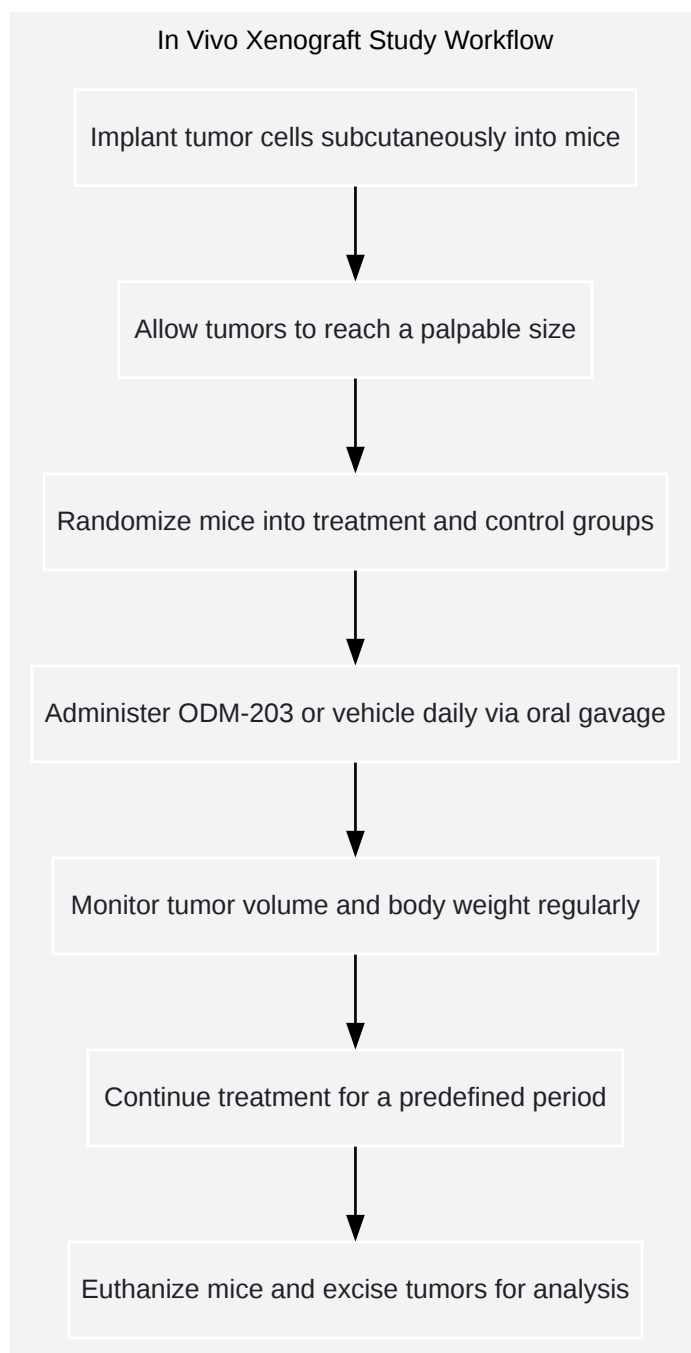 In Vivo Xenograft Study Workflow
Implant tumor cells subcutaneously into mice
Allow tumors to reach a palpable size
Randomize mice into treatment and control groups
Administer ODM-203 or vehicle daily via oral gavage
Monitor tumor volume and body weight regularly
Continue treatment for a predefined period
Euthanize mice and excise tumors for analysis